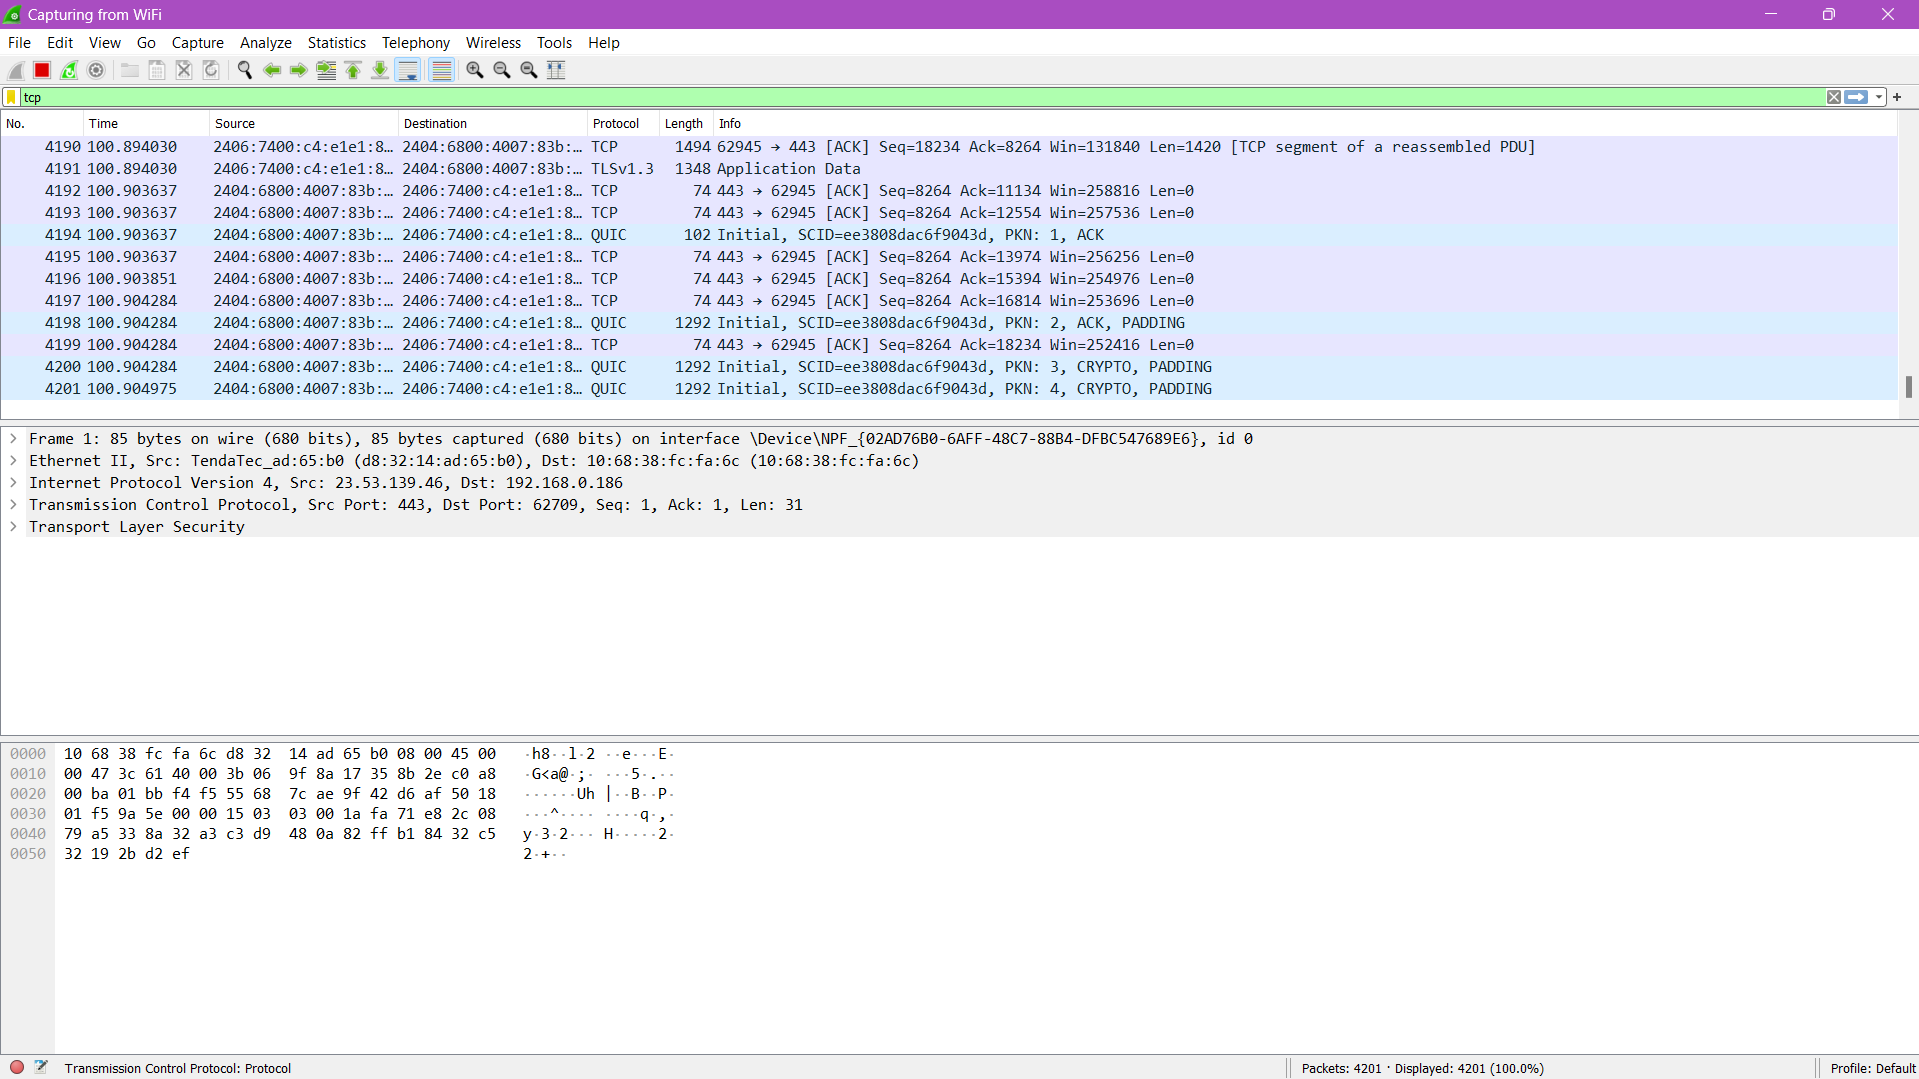 Capturing from WiFi
File Edit View Go Capture Analyze Statistics Telephony Wireless Tools Help
tcp
No. Time Source Destination Protocol Length Info
4190 100.894030 2406:7400:c4:e1e1:8… 2404:6800:4007:83b:… TCP 1494 62945 → 443 [ACK] Seq=18234 Ack=8264 Win=131840 Len=1420 [TCP segment of a reassembled PDU]
4191 100.894030 2406:7400:c4:e1e1:8… 2404:6800:4007:83b:… TLSv1.3 1348 Application Data
4192 100.903637 2404:6800:4007:83b:… 2406:7400:c4:e1e1:8… TCP 74 443 → 62945 [ACK] Seq=8264 Ack=11134 Win=258816 Len=0
4193 100.903637 2404:6800:4007:83b:… 2406:7400:c4:e1e1:8… TCP 74 443 → 62945 [ACK] Seq=8264 Ack=12554 Win=257536 Len=0
4194 100.903637 2404:6800:4007:83b:… 2406:7400:c4:e1e1:8… QUIC 102 Initial, SCID=ee3808dac6f9043d, PKN: 1, ACK
4195 100.903637 2404:6800:4007:83b:… 2406:7400:c4:e1e1:8… TCP 74 443 → 62945 [ACK] Seq=8264 Ack=13974 Win=256256 Len=0
4196 100.903851 2404:6800:4007:83b:… 2406:7400:c4:e1e1:8… TCP 74 443 → 62945 [ACK] Seq=8264 Ack=15394 Win=254976 Len=0
4197 100.904284 2404:6800:4007:83b:… 2406:7400:c4:e1e1:8… TCP 74 443 → 62945 [ACK] Seq=8264 Ack=16814 Win=253696 Len=0
4198 100.904284 2404:6800:4007:83b:… 2406:7400:c4:e1e1:8… QUIC 1292 Initial, SCID=ee3808dac6f9043d, PKN: 2, ACK, PADDING
4199 100.904284 2404:6800:4007:83b:… 2406:7400:c4:e1e1:8… TCP 74 443 → 62945 [ACK] Seq=8264 Ack=18234 Win=252416 Len=0
4200 100.904284 2404:6800:4007:83b:… 2406:7400:c4:e1e1:8… QUIC 1292 Initial, SCID=ee3808dac6f9043d, PKN: 3, CRYPTO, PADDING
4201 100.904975 2404:6800:4007:83b:… 2406:7400:c4:e1e1:8… QUIC 1292 Initial, SCID=ee3808dac6f9043d, PKN: 4, CRYPTO, PADDING
Frame 1: 85 bytes on wire (680 bits), 85 bytes captured (680 bits) on interface \Device\NPF_{02AD76B0-6AFF-48C7-88B4-DFBC547689E6}, id 0
Ethernet II, Src: TendaTec_ad:65:b0 (d8:32:14:ad:65:b0), Dst: 10:68:38:fc:fa:6c (10:68:38:fc:fa:6c)
Internet Protocol Version 4, Src: 23.53.139.46, Dst: 192.168.0.186
Transmission Control Protocol, Src Port: 443, Dst Port: 62709, Seq: 1, Ack: 1, Len: 31
Transport Layer Security
0000 10 68 38 fc fa 6c d8 32 14 ad 65 b0 08 00 45 00 ·h8··l·2 ··e···E·
0010 00 47 3c 61 40 00 3b 06 9f 8a 17 35 8b 2e c0 a8 ·G<a@·;· ···5·.··
0020 00 ba 01 bb f4 f5 55 68 7c ae 9f 42 d6 af 50 18 ······Uh |··B··P·
0030 01 f5 9a 5e 00 00 15 03 03 00 1a fa 71 e8 2c 08 ···^···· ····q·,·
0040 79 a5 33 8a 32 a3 c3 d9 48 0a 82 ff b1 84 32 c5 y·3·2··· H·····2·
0050 32 19 2b d2 ef 2·+··
Transmission Control Protocol: Protocol
Packets: 4201 · Displayed: 4201 (100.0%)
Profile: Default